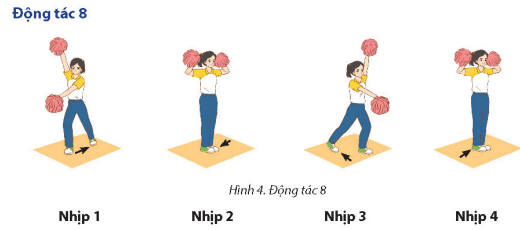 Động tác 8
Hình 4. Động tác 8
Nhịp 1 Nhịp 2 Nhịp 3 Nhịp 4